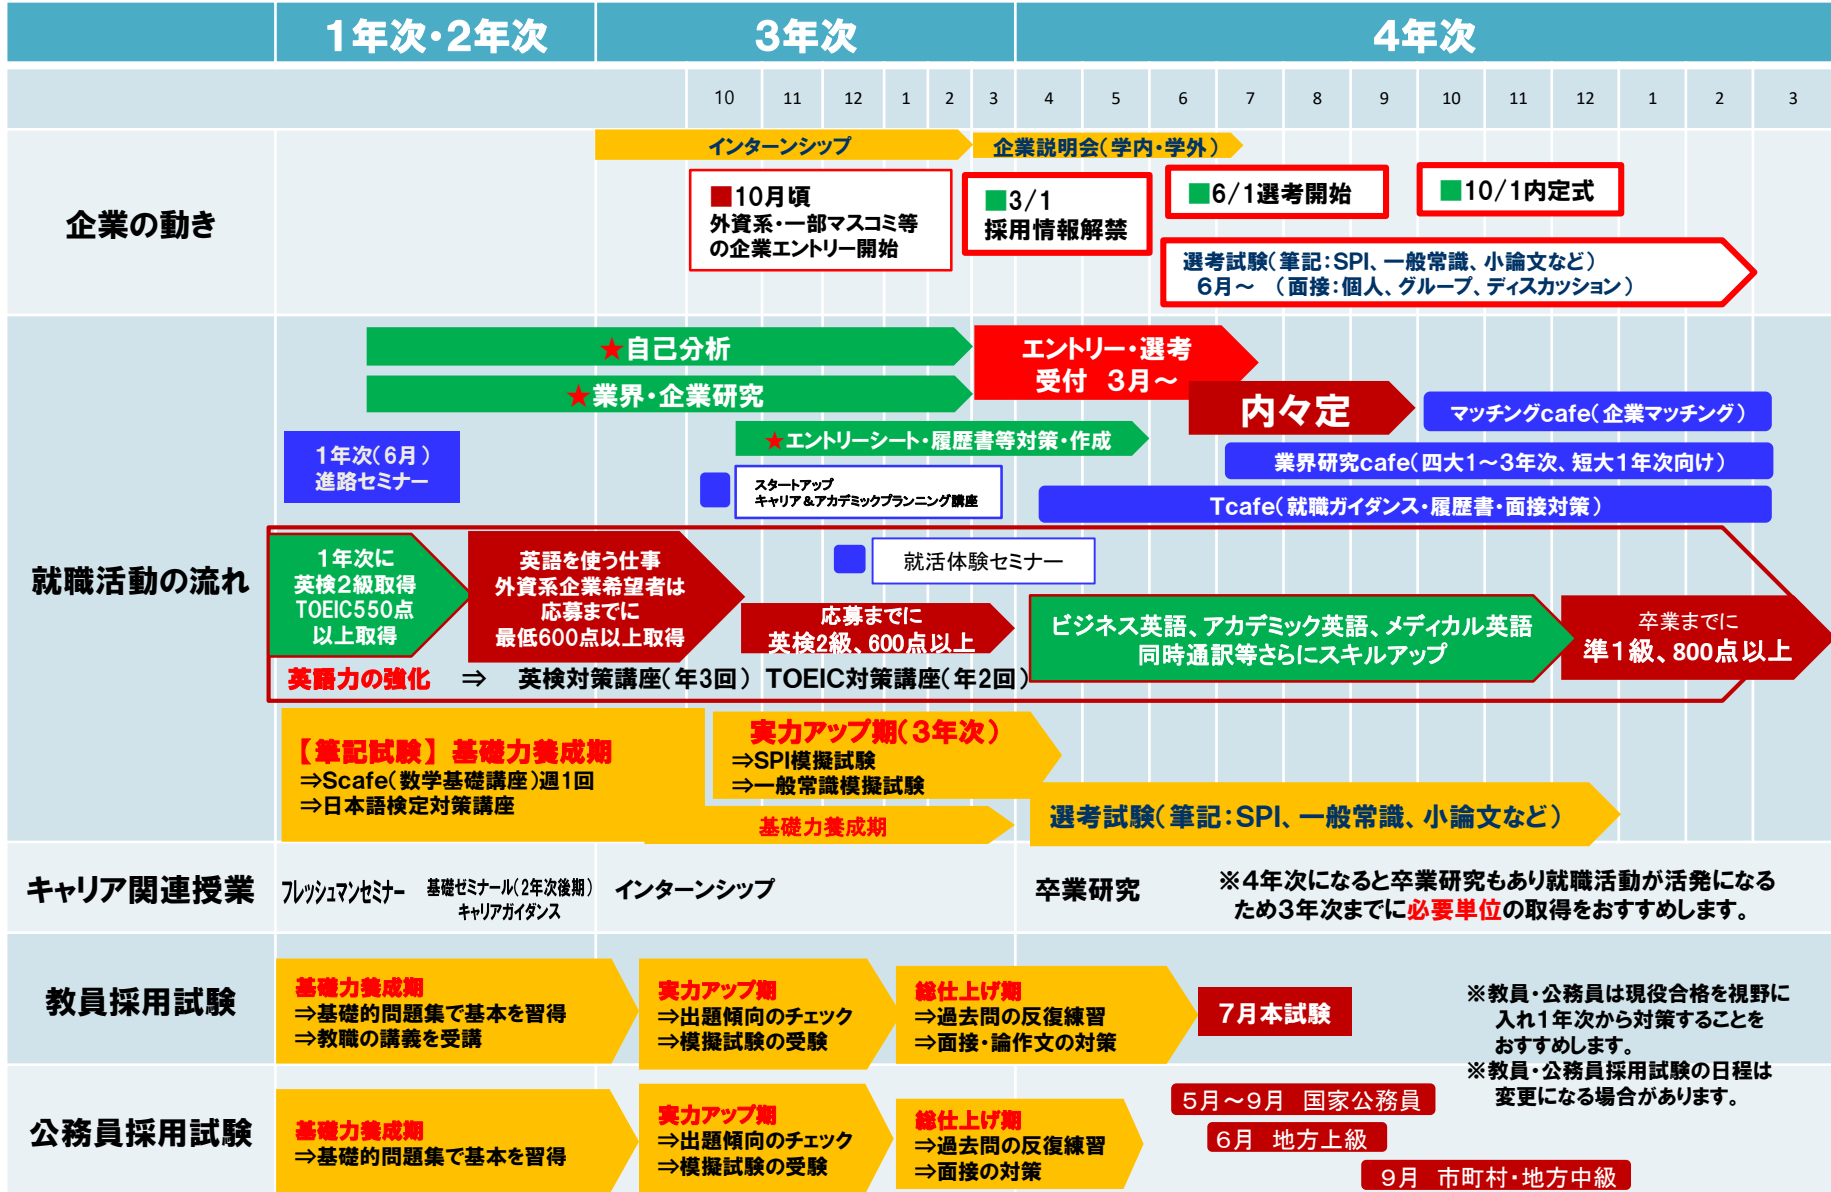 1年次・2年次
3年次
4年次
10 11 12 1 2 3 4 5 6 7 8 9 10 11 12 1 2 3
企業の動き
インターンシップ
企業説明会(学内・学外)
■10月頃
外資系・一部マスコミ等
の企業エントリー開始
■3/1
採用情報解禁
■6/1選考開始
■10/1内定式
選考試験(筆記:SPI、一般常識、小論文など)
6月~ (面接:個人、グループ、ディスカッション)
就職活動の流れ
★自己分析
★業界・企業研究
エントリー・選考
受付 3月~
内々定
マッチングcafe(企業マッチング)
★エントリーシート・履歴書等対策・作成
1年次(6月)
進路セミナー
業界研究cafe(四大1~3年次、短大1年次向け)
スタートアップ
キャリア&アカデミックプランニング講座
Tcafe(就職ガイダンス・履歴書・面接対策)
就活体験セミナー
1年次に
英検2級取得
TOEIC550点
以上取得
英語を使う仕事
外資系企業希望者は
応募までに
最低600点以上取得
応募までに
英検2級、600点以上
ビジネス英語、アカデミック英語、メディカル英語
同時通訳等さらにスキルアップ
卒業までに
準1級、800点以上
英語力の強化 ⇒ 英検対策講座(年3回) TOEIC対策講座(年2回)
【筆記試験】基礎力養成期
⇒Scafe(数学基礎講座)週1回
⇒日本語検定対策講座
実力アップ期(3年次)
⇒SPI模擬試験
⇒一般常識模擬試験
基礎力養成期
選考試験(筆記:SPI、一般常識、小論文など)
キャリア関連授業
フレッシュマンセミナー
基礎ゼミナール(2年次後期)
キャリアガイダンス
インターンシップ
卒業研究
※4年次になると卒業研究もあり就職活動が活発になる
ため3年次までに必要単位の取得をおすすめします。
教員採用試験
基礎力養成期
⇒基礎的問題集で基本を習得
⇒教職の講義を受講
実力アップ期
⇒出題傾向のチェック
⇒模擬試験の受験
総仕上げ期
⇒過去問の反復練習
⇒面接・論作文の対策
7月本試験
※教員・公務員は現役合格を視野に
入れ1年次から対策することを
おすすめします。
※教員・公務員採用試験の日程は
変更になる場合があります。
公務員採用試験
基礎力養成期
⇒基礎的問題集で基本を習得
実力アップ期
⇒出題傾向のチェック
⇒模擬試験の受験
総仕上げ期
⇒過去問の反復練習
⇒面接の対策
5月~9月 国家公務員
6月 地方上級
9月 市町村・地方中級